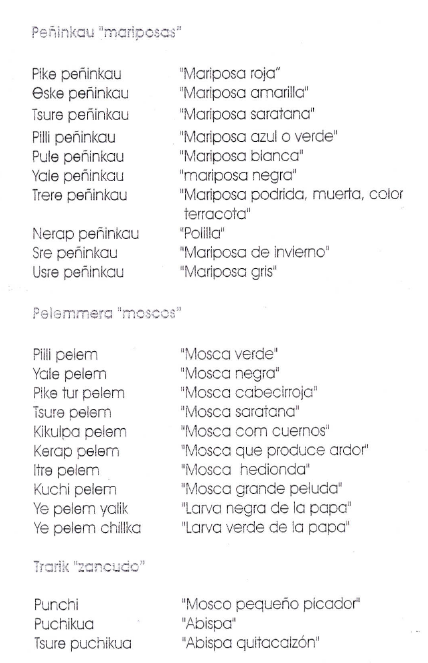 Peñinkau "mariposas"
Pike peñinkau "Mariposa roja"
Ɵske peñinkau "Mariposa amarilla"
Tsure peñinkau "Mariposa saratana"
Pilli peñinkau "Mariposa azul o verde"
Pule peñinkau "Mariposa blanca"
Yale peñinkau "mariposa negra"
Trere peñinkau "Mariposa podrida, muerta, color
terracota"
Nerap peñinkau "Polilla"
Sre peñinkau "Mariposa de invierno"
Usre peñinkau "Mariposa gris"
Pelemmera "moscos"
Pilli pelem "Mosca verde"
Yale pelem "Mosca negra"
Pike tur pelem "Mosca cabecirroja"
Tsure pelem "Mosca saratana"
Kikulpa pelem "Mosca com cuernos"
Kerap pelem "Mosca que produce ardor"
Itre pelem "Mosca hedionda"
Kuchi pelem "Mosca grande peluda"
Ye pelem yalik "Larva negra de la papa"
Ye pelem chillka "Larva verde de la papa"
Trarik "zancudo"
Punchi "Mosco pequeño picador"
Puchikua "Abispa"
Tsure puchikua "Abispa quitacalzón"